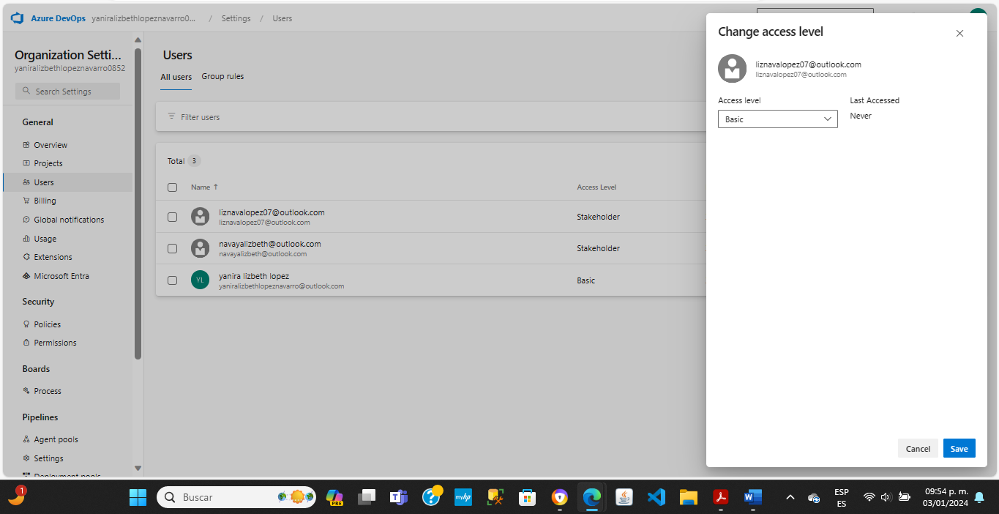 Azure DevOps yaniralizbethlopeznavarro0... / Settings / Users
Organization Setti...
yaniralizbethlopeznavarro0852
Search Settings
General
Overview
Projects
Users
Billing
Global notifications
Usage
Extensions
Microsoft Entra
Security
Policies
Permissions
Boards
Process
Pipelines
Agent pools
Settings
Deployment pools
Users
All users Group rules
Filter users
Total 3
Name ↑ Access Level
liznavalopez07@outlook.com
liznavalopez07@outlook.com
Stakeholder
navayalizbeth@outlook.com
navayalizbeth@outlook.com
Stakeholder
YL
yanira lizbeth lopez
yaniralizbethlopeznavarro@outlook.com
Basic
Change access level
liznavalopez07@outlook.com
liznavalopez07@outlook.com
Access level Last Accessed
Basic Never
Cancel Save
1
Buscar
PRE
myhp
ESP
ES
09:54 p. m.
03/01/2024